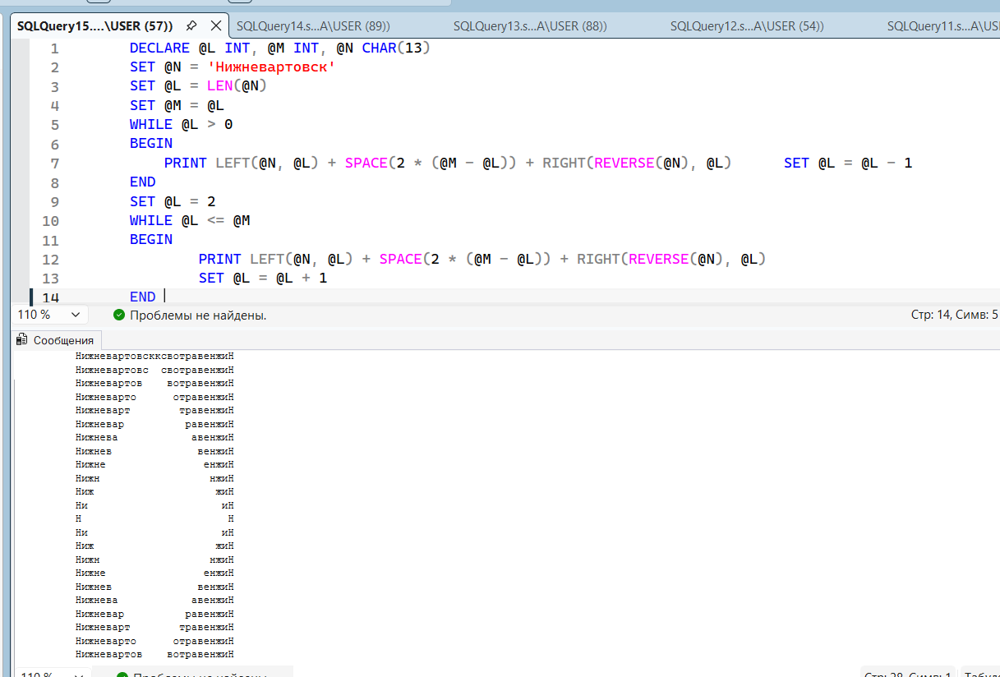 SQLQuery15....\USER (57)) SQLQuery14.s...A\USER (89)) SQLQuery13.s...A\USER (88)) SQLQuery12.s...A\USER (54)) SQLQuery11.s...A\US
1 DECLARE @L INT, @M INT, @N CHAR(13)
2 SET @N = 'Нижневартовск'
3 SET @L = LEN(@N)
4 SET @M = @L
5 WHILE @L > 0
6 BEGIN
7 PRINT LEFT(@N, @L) + SPACE(2 * (@M - @L)) + RIGHT(REVERSE(@N), @L) SET @L = @L - 1
8 END
9 SET @L = 2
10 WHILE @L <= @M
11 BEGIN
12 PRINT LEFT(@N, @L) + SPACE(2 * (@M - @L)) + RIGHT(REVERSE(@N), @L)
13 SET @L = @L + 1
14 END
110 % Проблемы не найдены. Стр: 14, Симв: 5
Сообщения
НижневартовскксвотравенжиН
Нижневартовс свотравенжиН
Нижневартов вотравенжиН
Нижневарто отравенжиН
Нижневарт травенжиН
Нижневар равенжиН
Нижнева авенжиН
Нижнев венжиН
Нижне енжиН
Нижн нжиН
Ниж жиН
Ни иН
Н Н
Ни иН
Ниж жиН
Нижн нжиН
Нижне енжиН
Нижнев венжиН
Нижнева авенжиН
Нижневар равенжиН
Нижневарт травенжиН
Нижневарто отравенжиН
Нижневартов вотравенжиН
110 % Проблемы не найдены. Стр: 28, Симв: 1